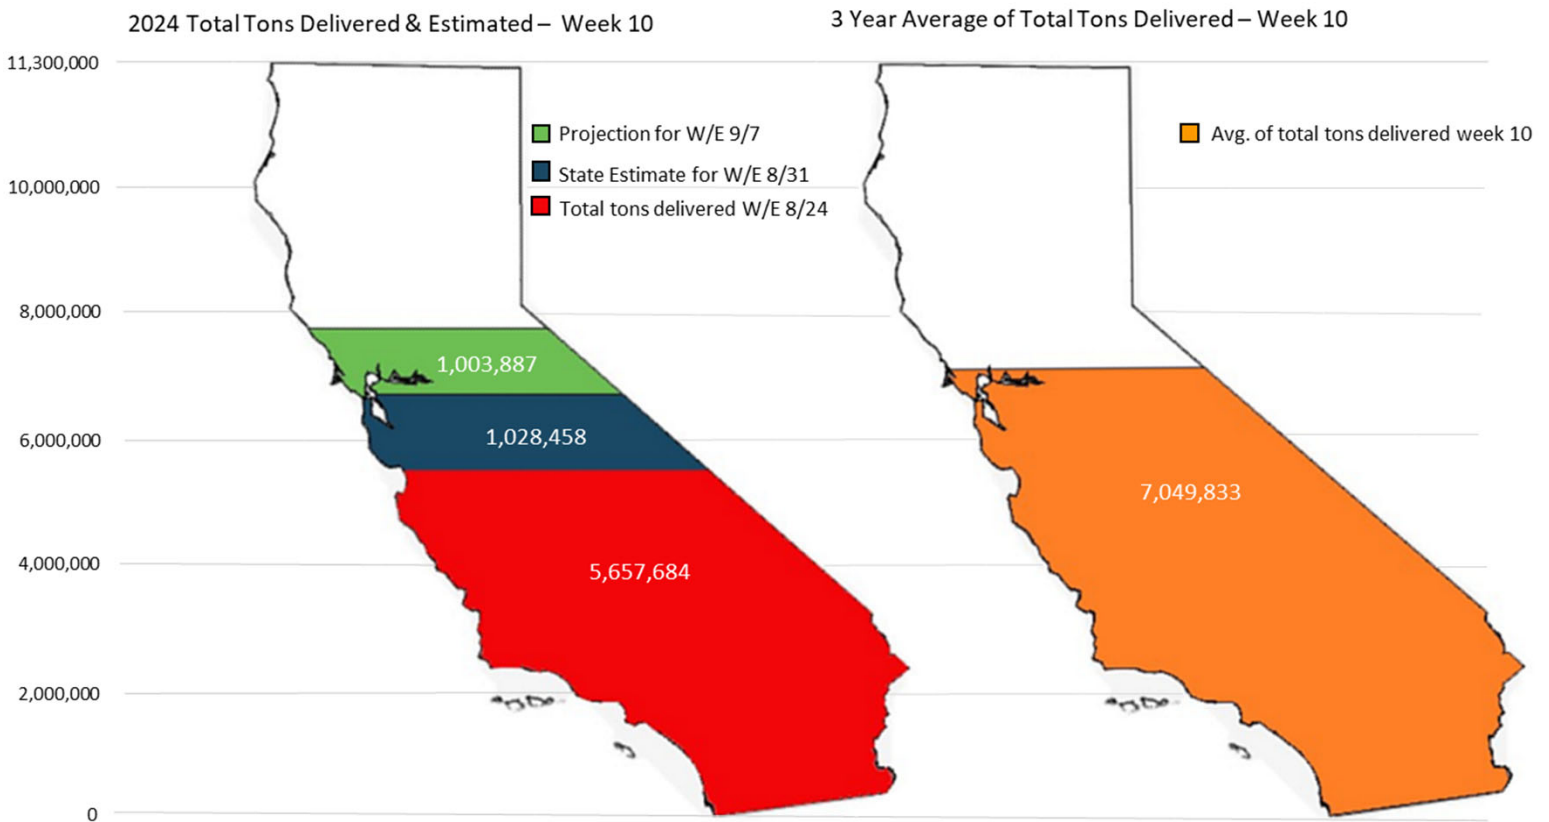 2024 Total Tons Delivered & Estimated – Week 10
3 Year Average of Total Tons Delivered – Week 10
11,300,000
10,000,000
8,000,000
6,000,000
4,000,000
2,000,000
0
Projection for W/E 9/7
State Estimate for W/E 8/31
Total tons delivered W/E 8/24
1,003,887
1,028,458
5,657,684
Avg. of total tons delivered week 10
7,049,833